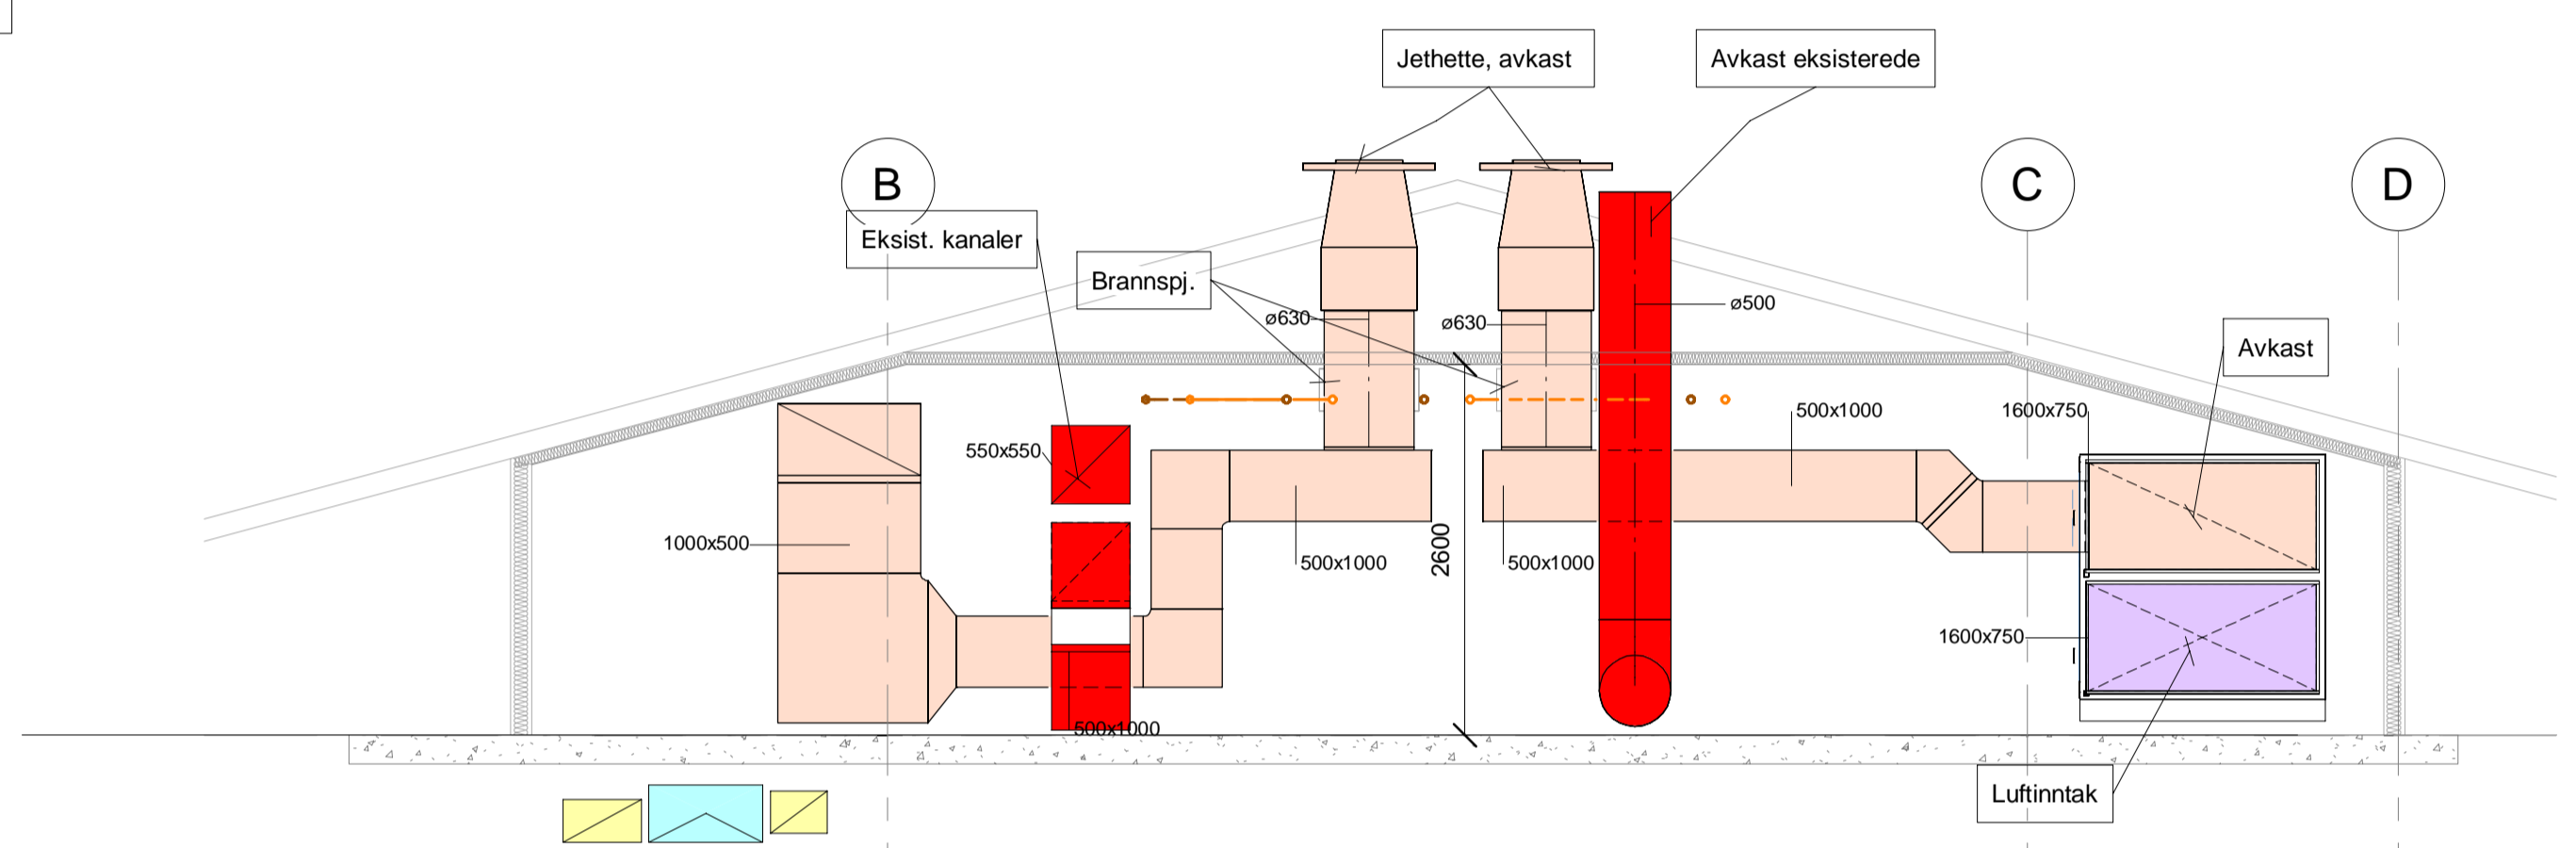 Jethette, avkast
Avkast eksisterede
B
C
D
Eksist. kanaler
Brannspj.
ø630
ø630
ø500
Avkast
550x550
500x1000
1600x750
1000x500
500x1000
2600
500x1000
1600x750
500x1000
Luftinntak